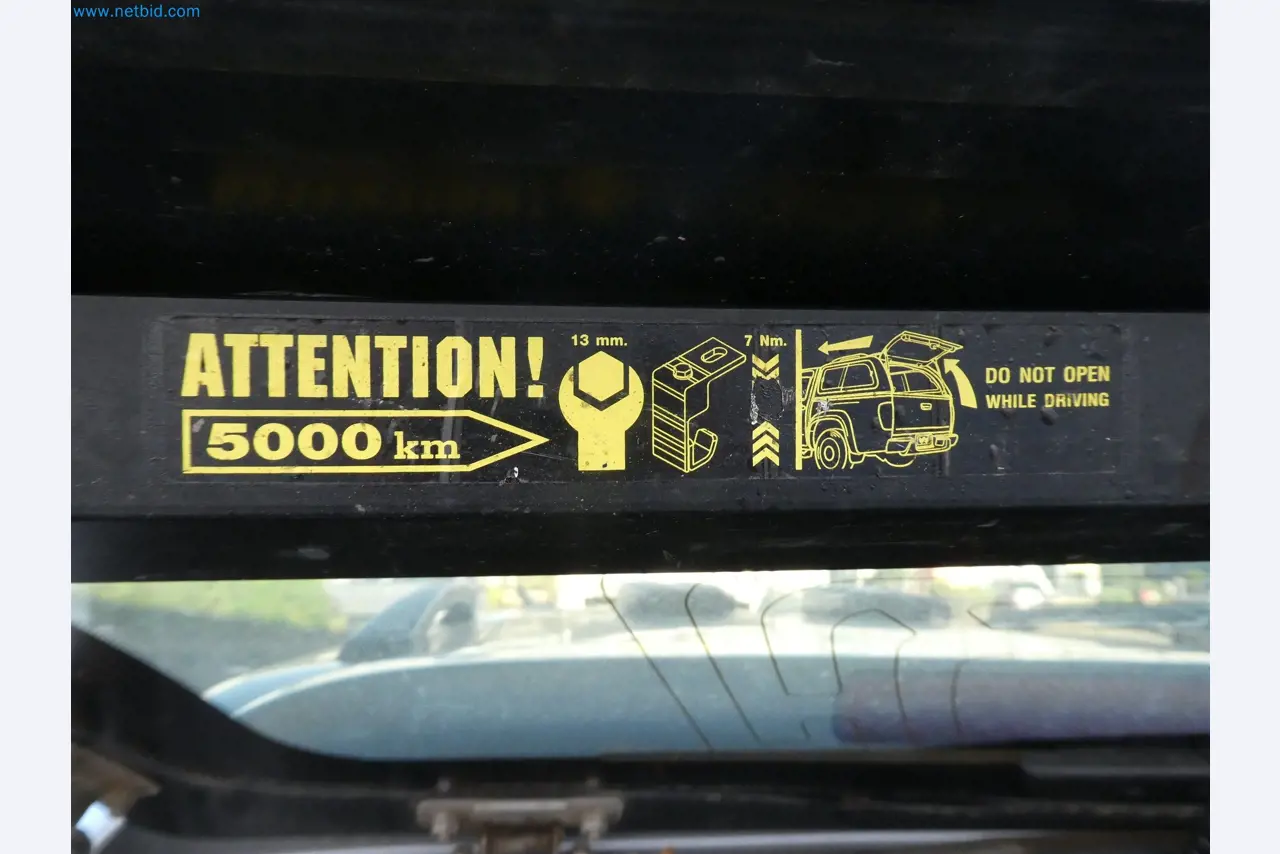 www.netbid.com
ATTENTION!
5000 km
13 mm.
7 Nm.
DO NOT OPEN
WHILE DRIVING